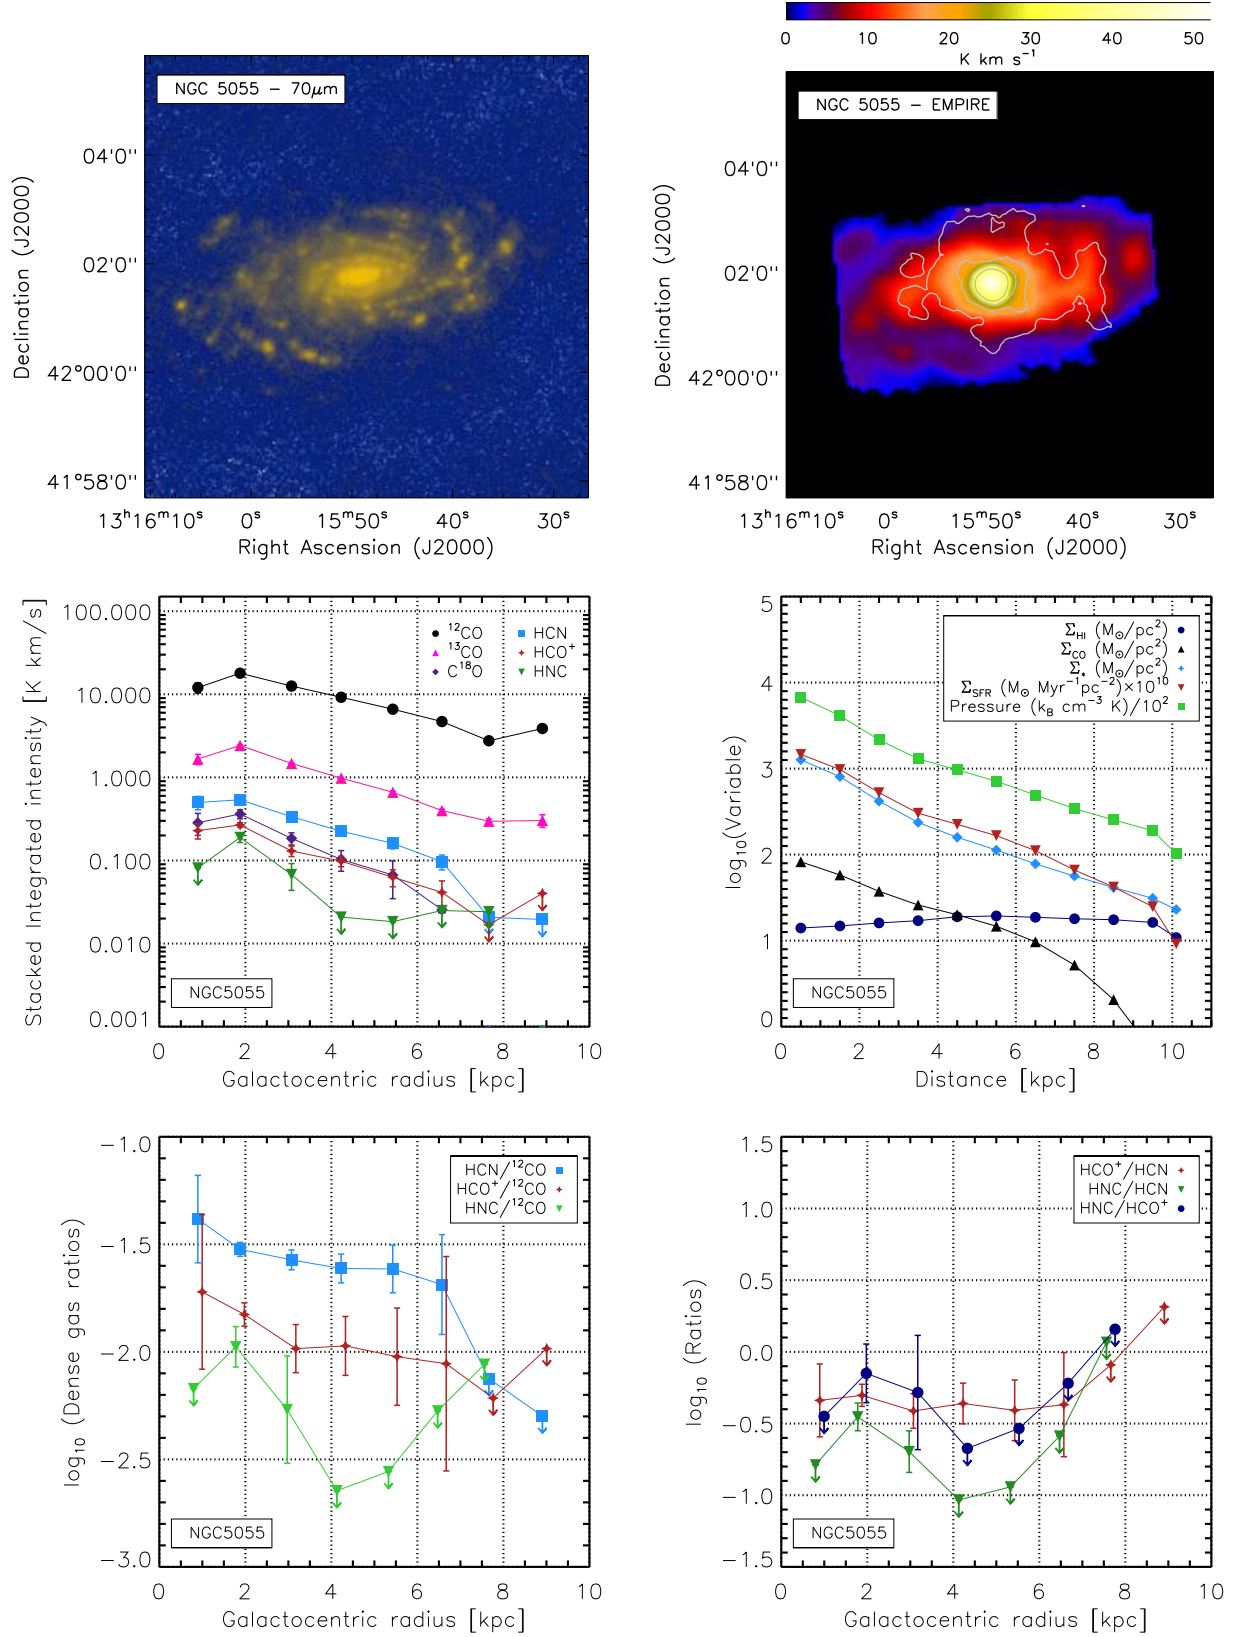 NGC 5055 – 70μm
Declination (J2000)
04'0''
02'0''
42°00'0''
41°58'0''
13ʰ16ᵐ10ˢ 0ˢ 15ᵐ50ˢ 40ˢ 30ˢ
Right Ascension (J2000)
0 10 20 30 40 50
K km s⁻¹
NGC 5055 – EMPIRE
Declination (J2000)
04'0''
02'0''
42°00'0''
41°58'0''
13ʰ16ᵐ10ˢ 0ˢ 15ᵐ50ˢ 40ˢ 30ˢ
Right Ascension (J2000)
Stacked Integrated intensity [K km/s]
100.000
10.000
1.000
0.100
0.010
0.001
¹²CO HCN
¹³CO HCO⁺
C¹⁸O HNC
NGC5055
0 2 4 6 8 10
Galactocentric radius [kpc]
log₁₀(Variable)
5
4
3
2
1
0
Σ_HI (M⊙/pc²)
Σ_CO (M⊙/pc²)
Σ_* (M⊙/pc²)
Σ_SFR (M⊙ Myr⁻¹pc⁻²)×10¹⁰
Pressure (k_B cm⁻³ K)/10²
NGC5055
0 2 4 6 8 10
Distance [kpc]
log₁₀ (Dense gas ratios)
−1.0
−1.5
−2.0
−2.5
−3.0
HCN/¹²CO
HCO⁺/¹²CO
HNC/¹²CO
NGC5055
0 2 4 6 8 10
Galactocentric radius [kpc]
log₁₀ (Ratios)
1.5
1.0
0.5
0.0
−0.5
−1.0
−1.5
HCO⁺/HCN
HNC/HCN
HNC/HCO⁺
NGC5055
0 2 4 6 8 10
Galactocentric radius [kpc]